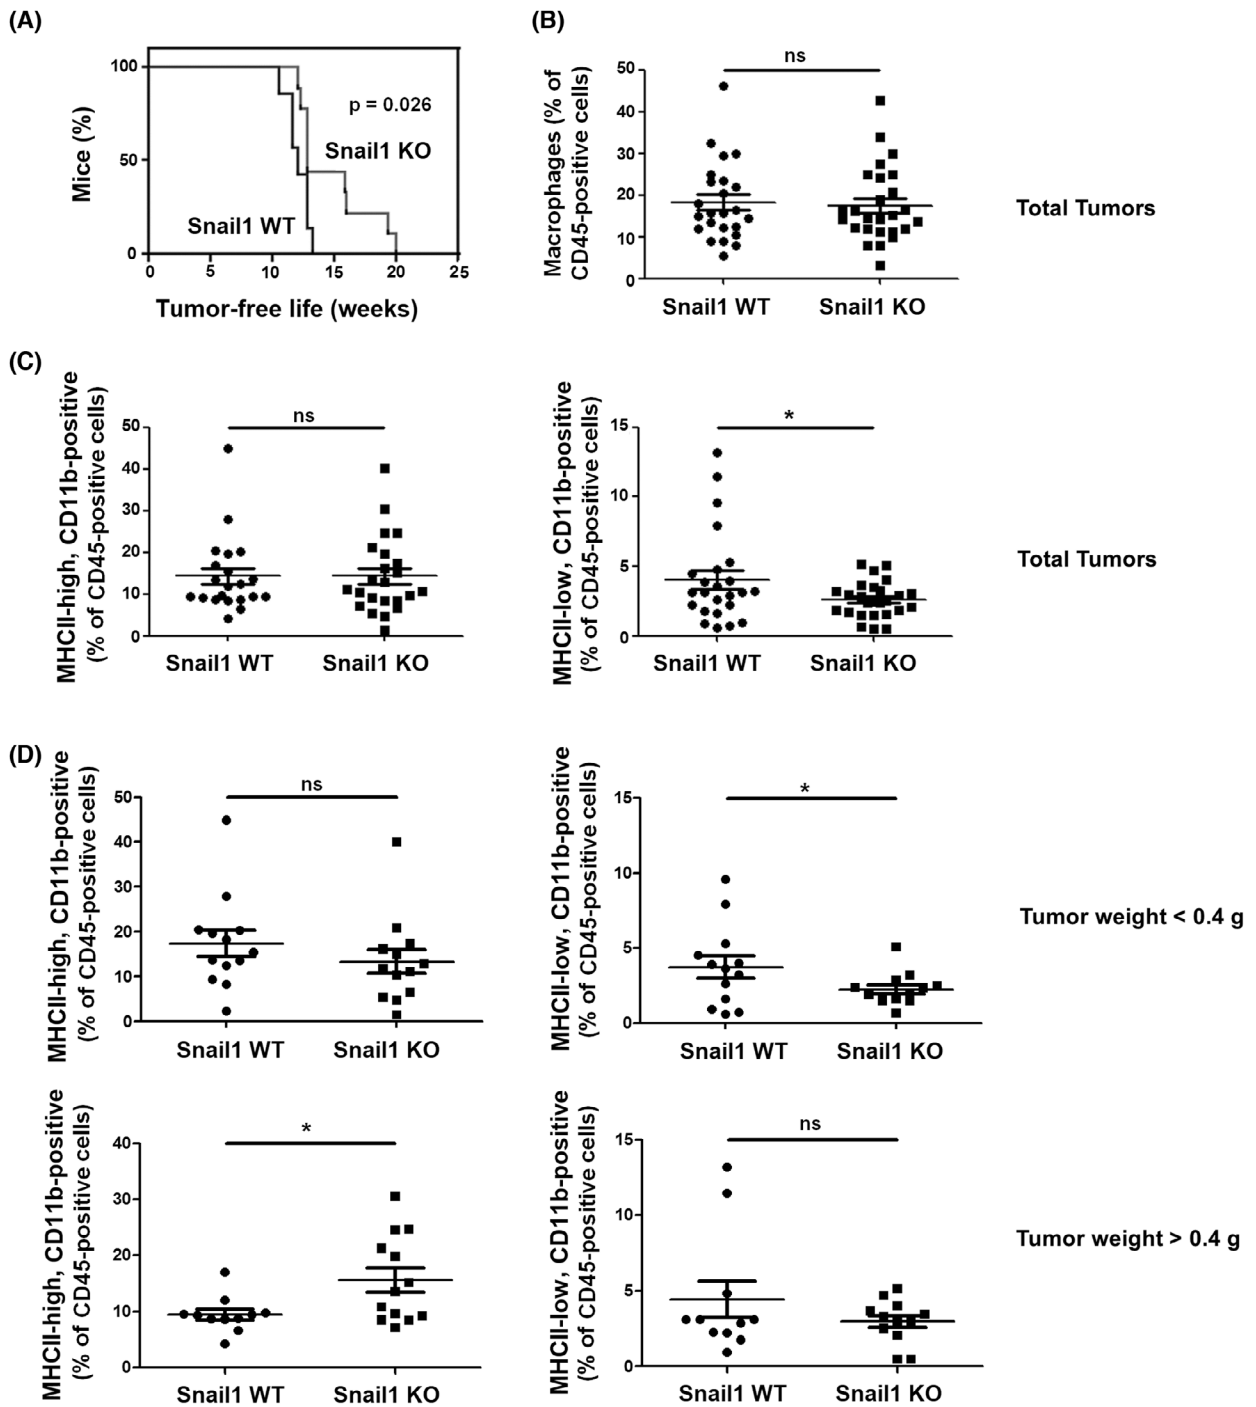 (A)
Mice (%)
100
50
0
p = 0.026
Snail1 KO
Snail1 WT
0 5 10 15 20 25
Tumor-free life (weeks)
(B)
Macrophages (% of
CD45-positive cells)
50
40
30
20
10
0
ns
Snail1 WT Snail1 KO
Total Tumors
(C)
MHCII-high, CD11b-positive
(% of CD45-positive cells)
50
40
30
20
10
0
ns
Snail1 WT Snail1 KO
MHCII-low, CD11b-positive
(% of CD45-positive cells)
15
10
5
0
*
Snail1 WT Snail1 KO
Total Tumors
(D)
MHCII-high, CD11b-positive
(% of CD45-positive cells)
50
40
30
20
10
0
ns
Snail1 WT Snail1 KO
MHCII-low, CD11b-positive
(% of CD45-positive cells)
15
10
5
0
*
Snail1 WT Snail1 KO
Tumor weight < 0.4 g
MHCII-high, CD11b-positive
(% of CD45-positive cells)
40
30
20
10
0
*
Snail1 WT Snail1 KO
MHCII-low, CD11b-positive
(% of CD45-positive cells)
15
10
5
0
ns
Snail1 WT Snail1 KO
Tumor weight > 0.4 g